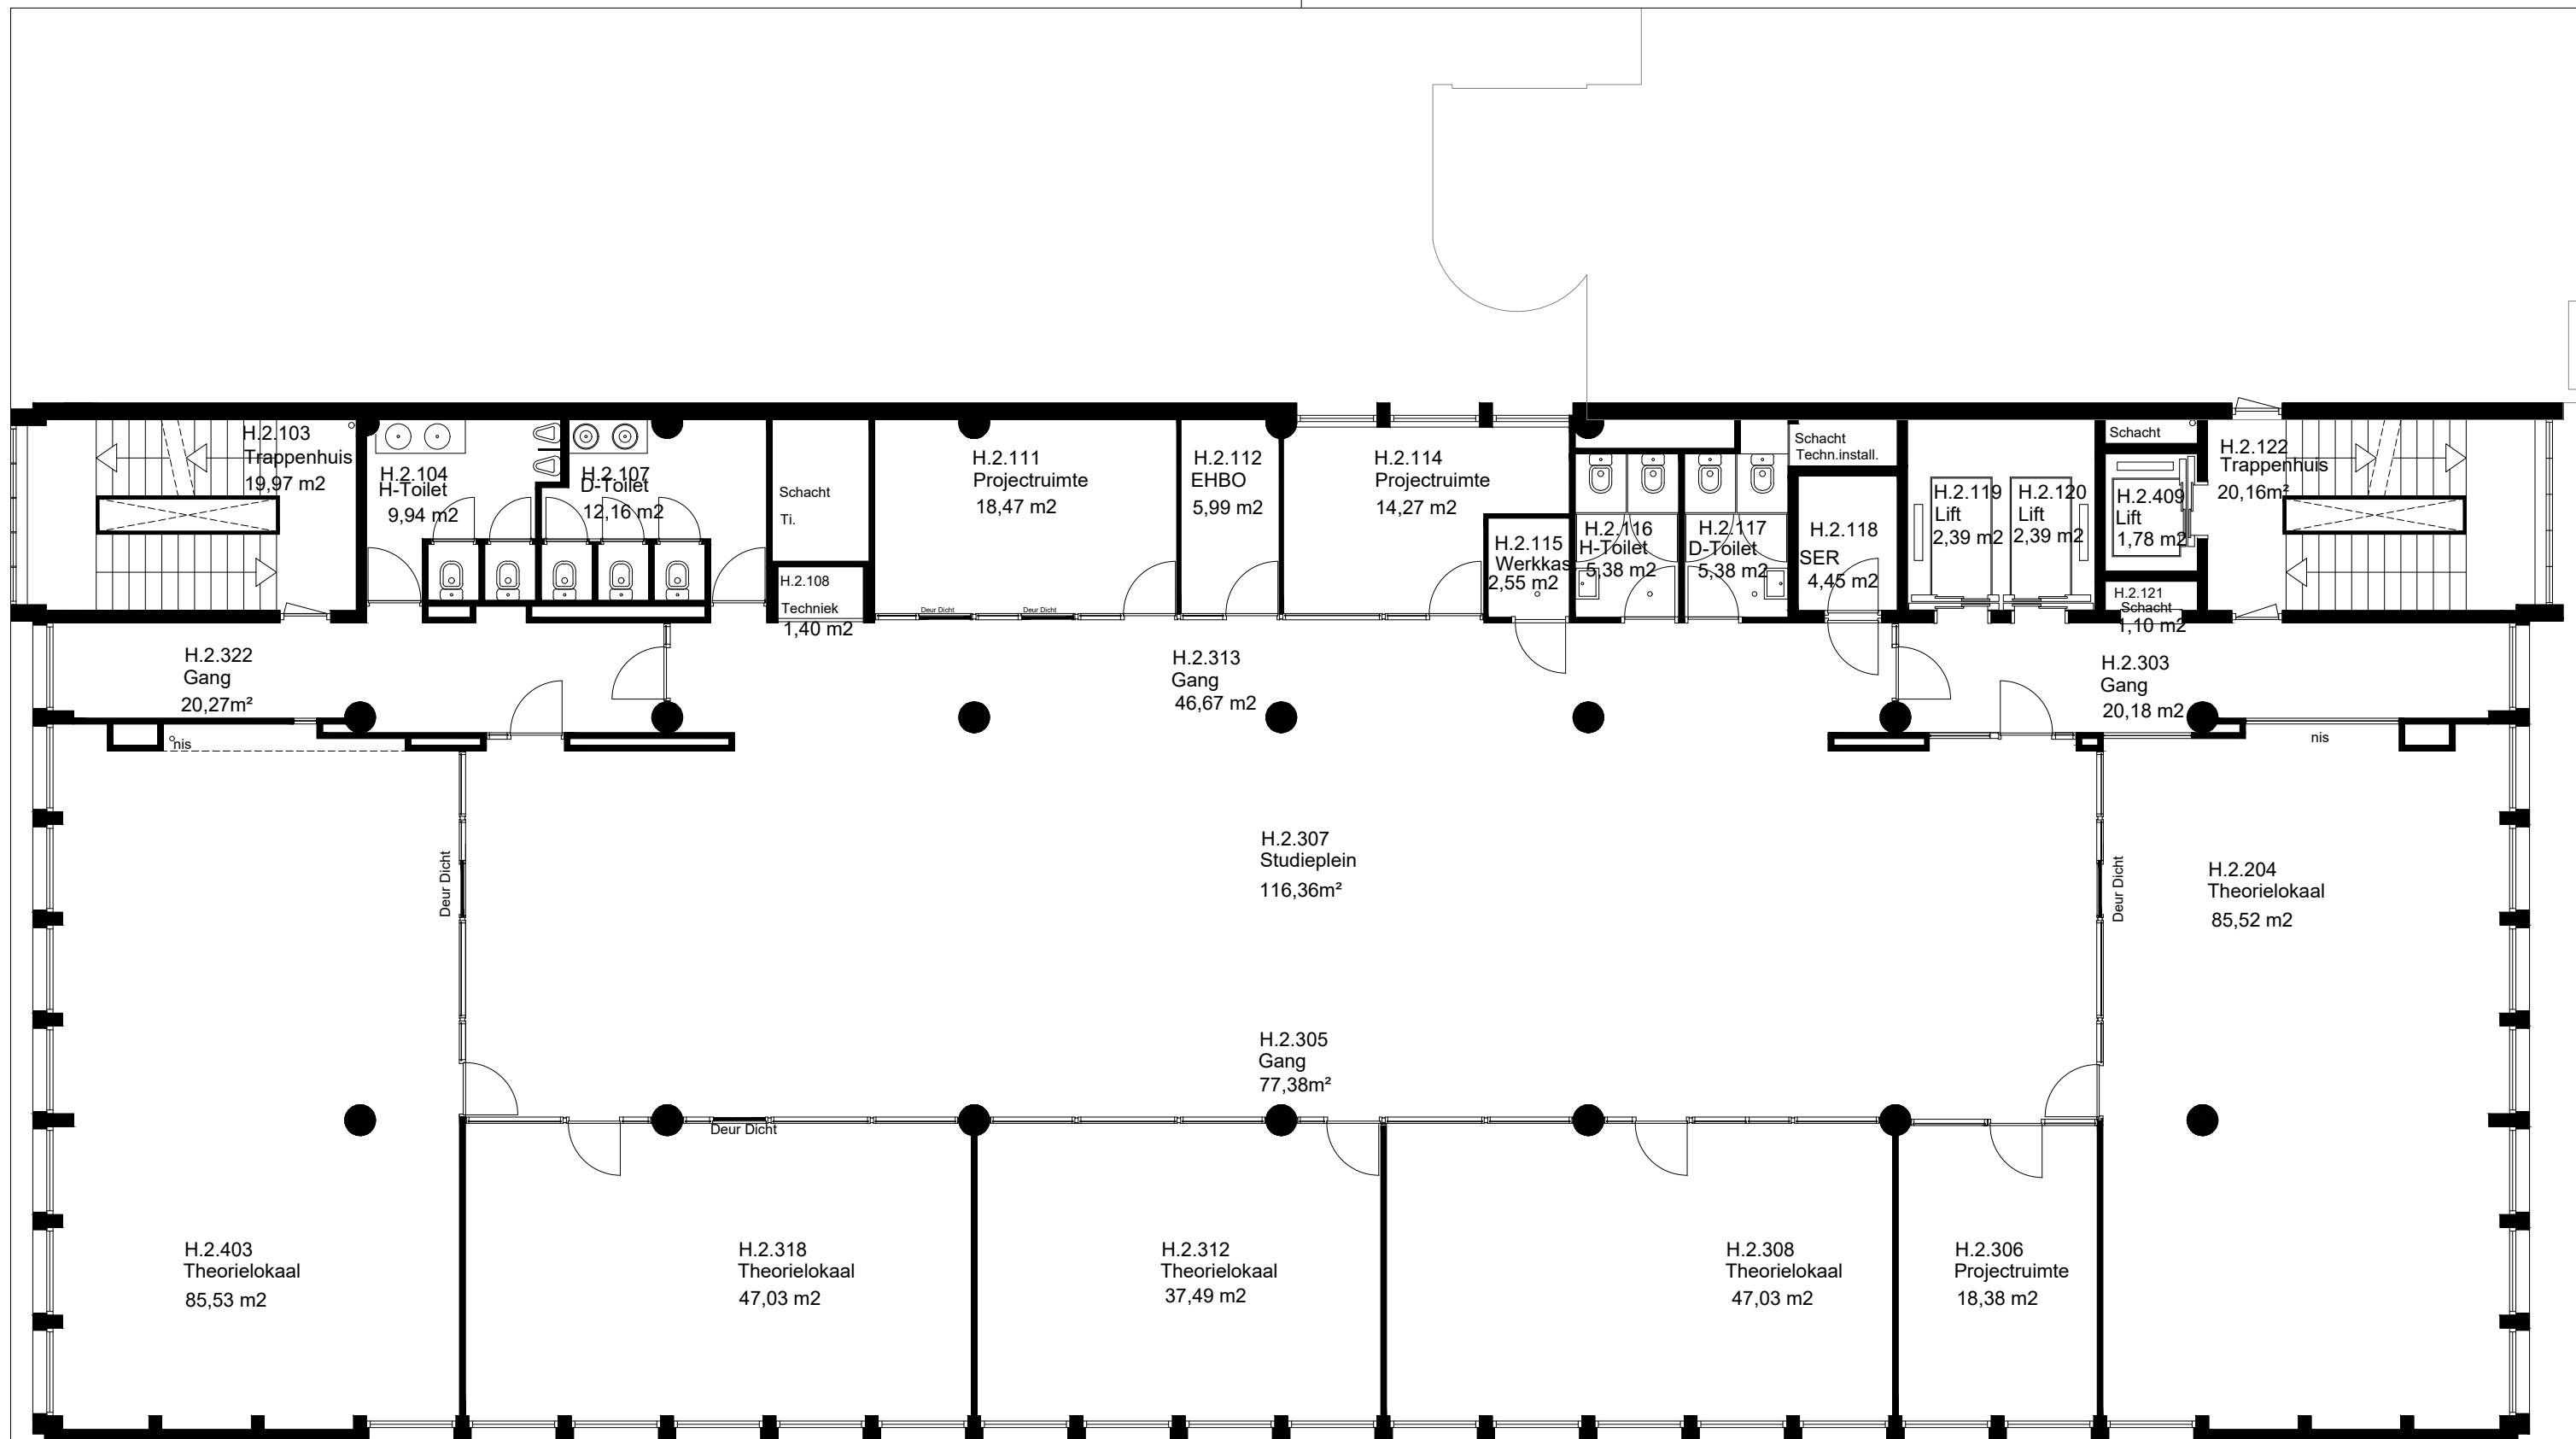 H.2.103
Trappenhuis
19,97 m2
H.2.104
H-Toilet
9,94 m2
H.2.107
D-Toilet
12,16 m2
Schacht
Ti.
H.2.108
Techniek
1,40 m2
H.2.111
Projectruimte
18,47 m2
Deur Dicht
Deur Dicht
H.2.112
EHBO
5,99 m2
H.2.114
Projectruimte
14,27 m2
H.2.115
Werkkas
2,55 m2
H.2.116
H-Toilet
5,38 m2
H.2.117
D-Toilet
5,38 m2
Schacht
Techn.install.
H.2.118
SER
4,45 m2
H.2.119
Lift
2,39 m2
H.2.120
Lift
2,39 m2
Schacht
H.2.409
Lift
1,78 m2
H.2.121
Schacht
1,10 m2
H.2.122
Trappenhuis
20,16m²
H.2.322
Gang
20,27m²
H.2.313
Gang
46,67 m2
H.2.303
Gang
20,18 m2
nis
nis
Deur Dicht
H.2.307
Studieplein
116,36m²
Deur Dicht
H.2.204
Theorielokaal
85,52 m2
H.2.305
Gang
77,38m²
Deur Dicht
H.2.403
Theorielokaal
85,53 m2
H.2.318
Theorielokaal
47,03 m2
H.2.312
Theorielokaal
37,49 m2
H.2.308
Theorielokaal
47,03 m2
H.2.306
Projectruimte
18,38 m2